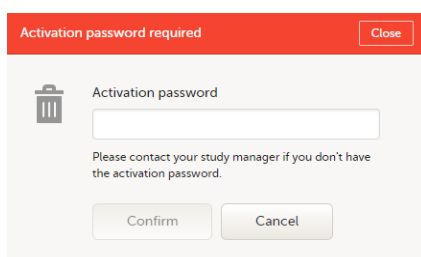 Activation password required
Close
Activation password
Please contact your study manager if you don't have
the activation password.
Confirm
Cancel